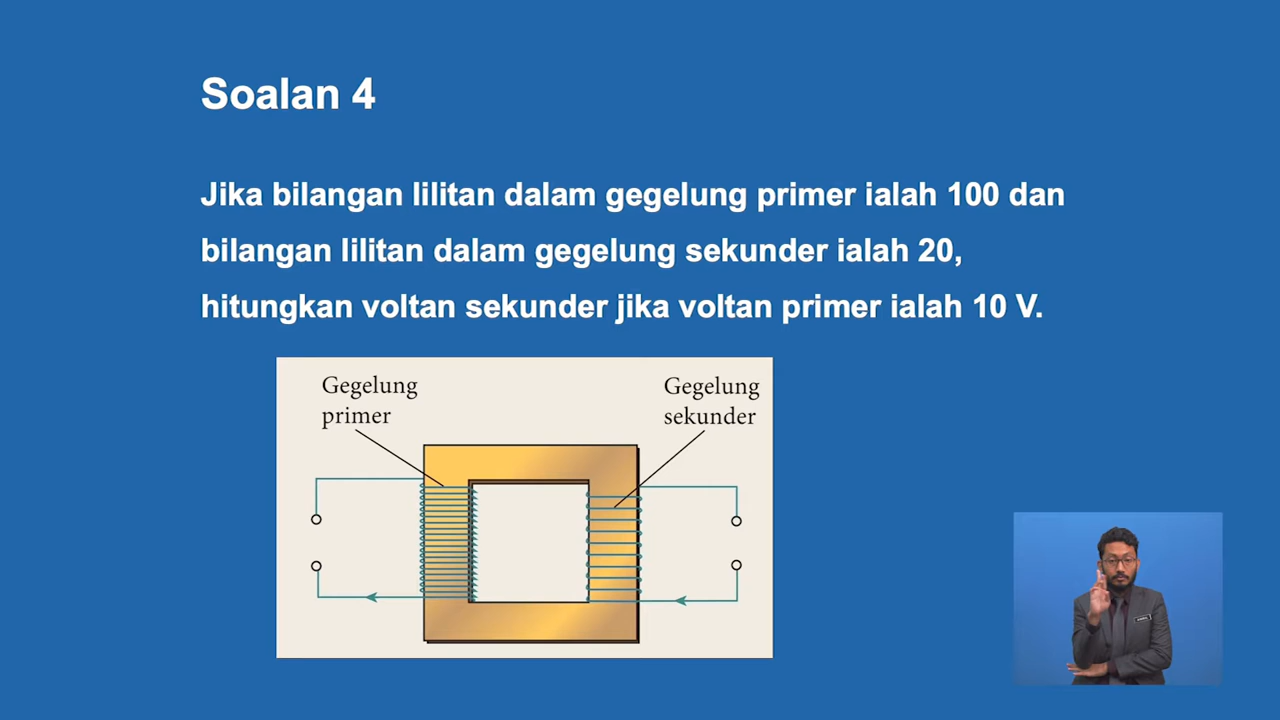 Soalan 4
Jika bilangan lilitan dalam gegelung primer ialah 100 dan
bilangan lilitan dalam gegelung sekunder ialah 20,
hitungkan voltan sekunder jika voltan primer ialah 10 V.
Gegelung
primer
Gegelung
sekunder